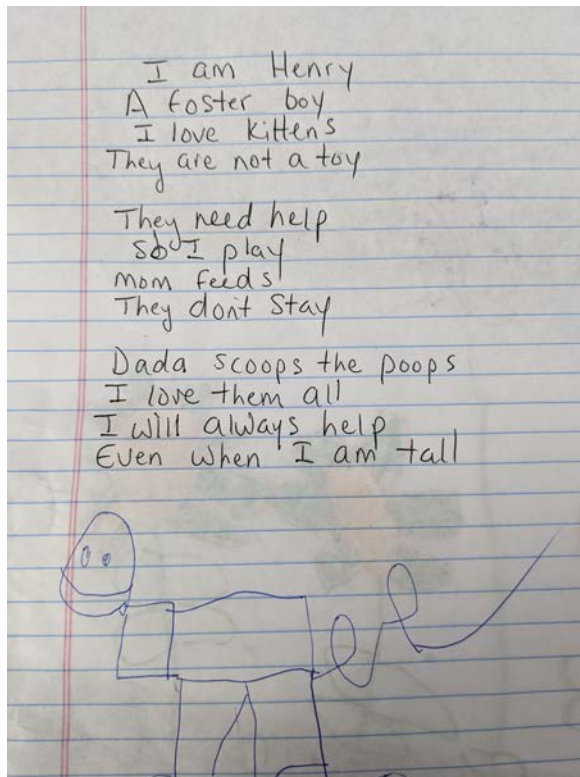 I am Henry
A foster boy
I love kittens
They are not a toy
They need help
So I play
mom feeds
They don't stay
Dada scoops the poops
I love them all
I will always help
Even when I am tall